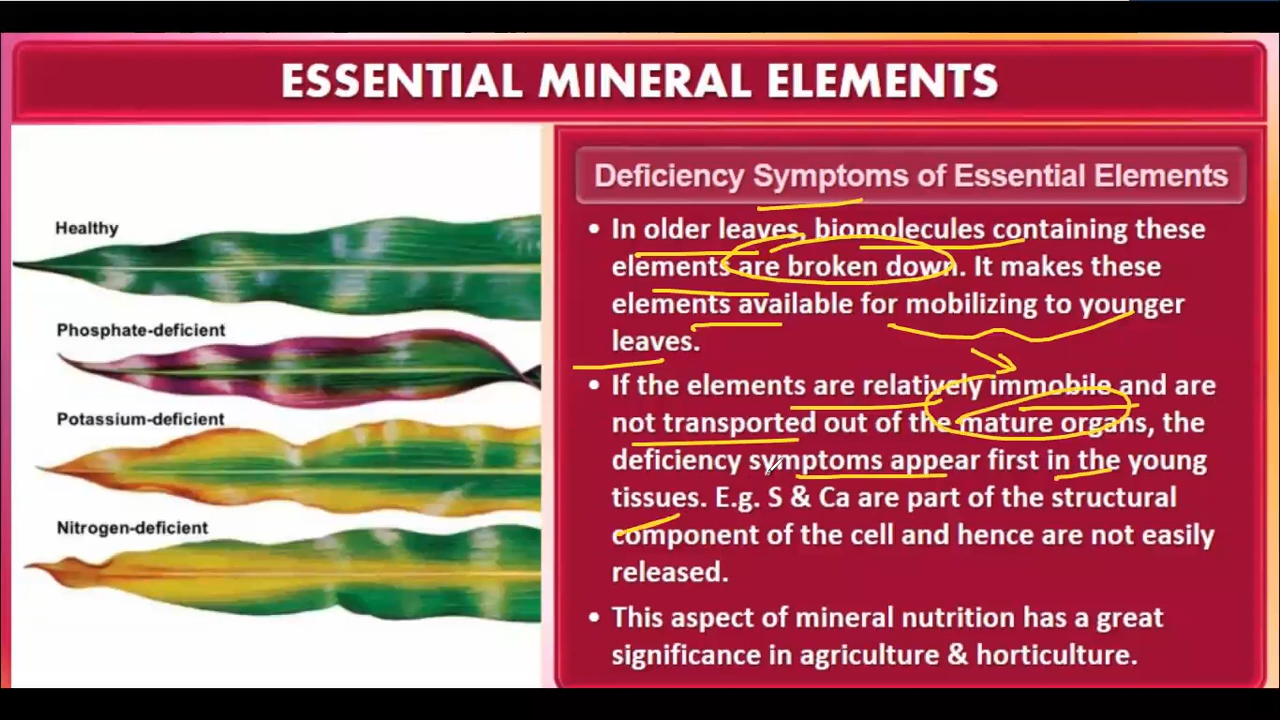 ESSENTIAL MINERAL ELEMENTS
Healthy
Phosphate-deficient
Potassium-deficient
Nitrogen-deficient
Deficiency Symptoms of Essential Elements
• In older leaves, biomolecules containing these
elements are broken down. It makes these
elements available for mobilizing to younger
leaves.
• If the elements are relatively immobile and are
not transported out of the mature organs, the
deficiency symptoms appear first in the young
tissues. E.g. S & Ca are part of the structural
component of the cell and hence are not easily
released.
• This aspect of mineral nutrition has a great
significance in agriculture & horticulture.